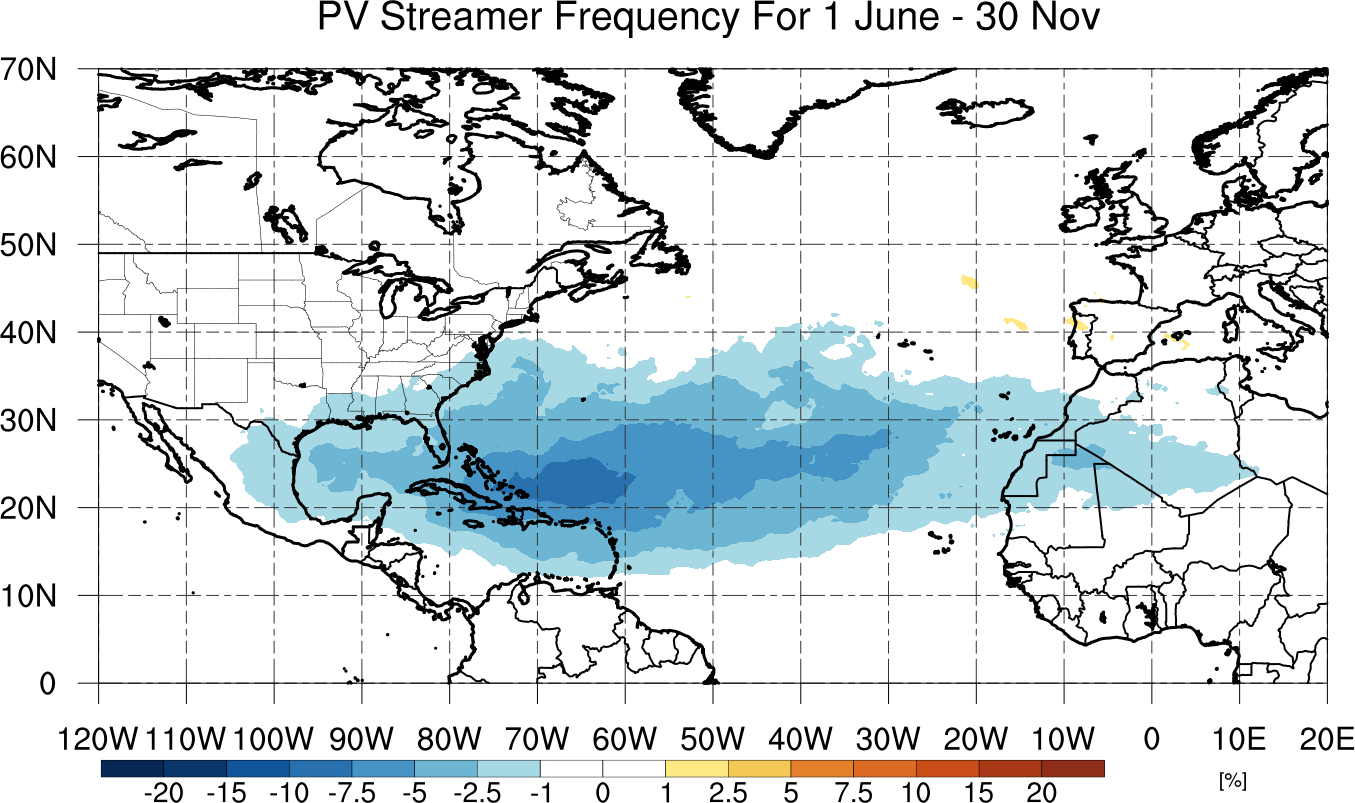 PV Streamer Frequency For 1 June - 30 Nov
70N
60N
50N
40N
30N
20N
10N
0
120W 110W 100W 90W 80W 70W 60W 50W 40W 30W 20W 10W 0 10E 20E
-20 -15 -10 -7.5 -5 -2.5 -1 0 1 2.5 5 7.5 10 15 20 [%]